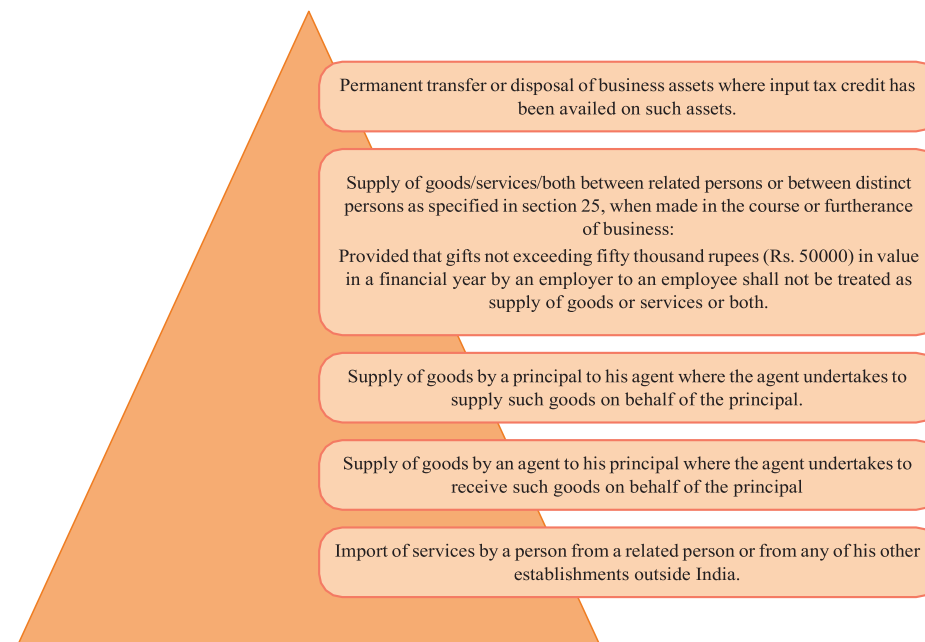 Permanent transfer or disposal of business assets where input tax credit has
been availed on such assets.
Supply of goods/services/both between related persons or between distinct
persons as specified in section 25, when made in the course or furtherance
of business:
Provided that gifts not exceeding fifty thousand rupees (Rs. 50000) in value
in a financial year by an employer to an employee shall not be treated as
supply of goods or services or both.
Supply of goods by a principal to his agent where the agent undertakes to
supply such goods on behalf of the principal.
Supply of goods by an agent to his principal where the agent undertakes to
receive such goods on behalf of the principal
Import of services by a person from a related person or from any of his other
establishments outside India.